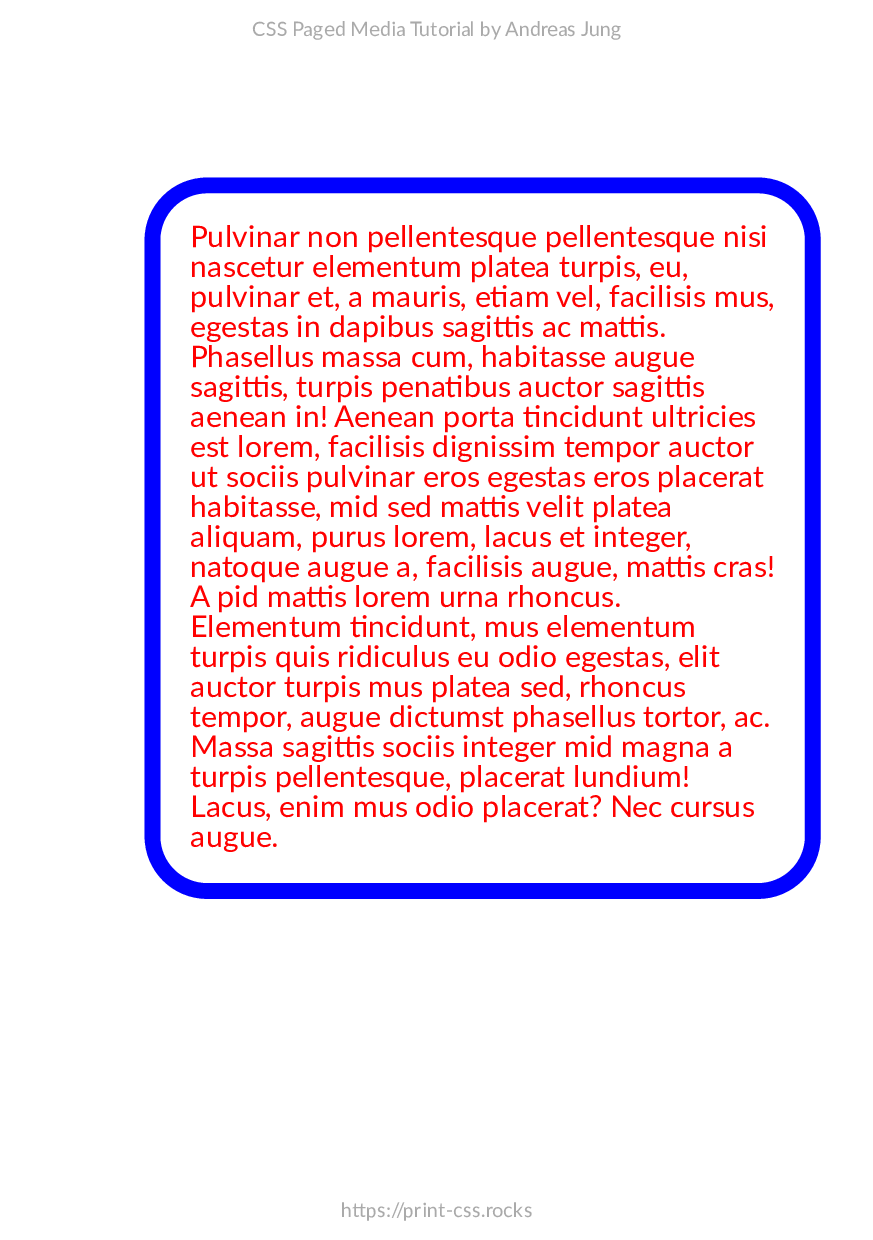 CSS Paged Media Tutorial by Andreas Jung
Pulvinar non pellentesque pellentesque nisi
nascetur elementum platea turpis, eu,
pulvinar et, a mauris, etiam vel, facilisis mus,
egestas in dapibus sagittis ac mattis.
Phasellus massa cum, habitasse augue
sagittis, turpis penatibus auctor sagittis
aenean in! Aenean porta tincidunt ultricies
est lorem, facilisis dignissim tempor auctor
ut sociis pulvinar eros egestas eros placerat
habitasse, mid sed mattis velit platea
aliquam, purus lorem, lacus et integer,
natoque augue a, facilisis augue, mattis cras!
A pid mattis lorem urna rhoncus.
Elementum tincidunt, mus elementum
turpis quis ridiculus eu odio egestas, elit
auctor turpis mus platea sed, rhoncus
tempor, augue dictumst phasellus tortor, ac.
Massa sagittis sociis integer mid magna a
turpis pellentesque, placerat lundium!
Lacus, enim mus odio placerat? Nec cursus
augue.
https://print-css.rocks